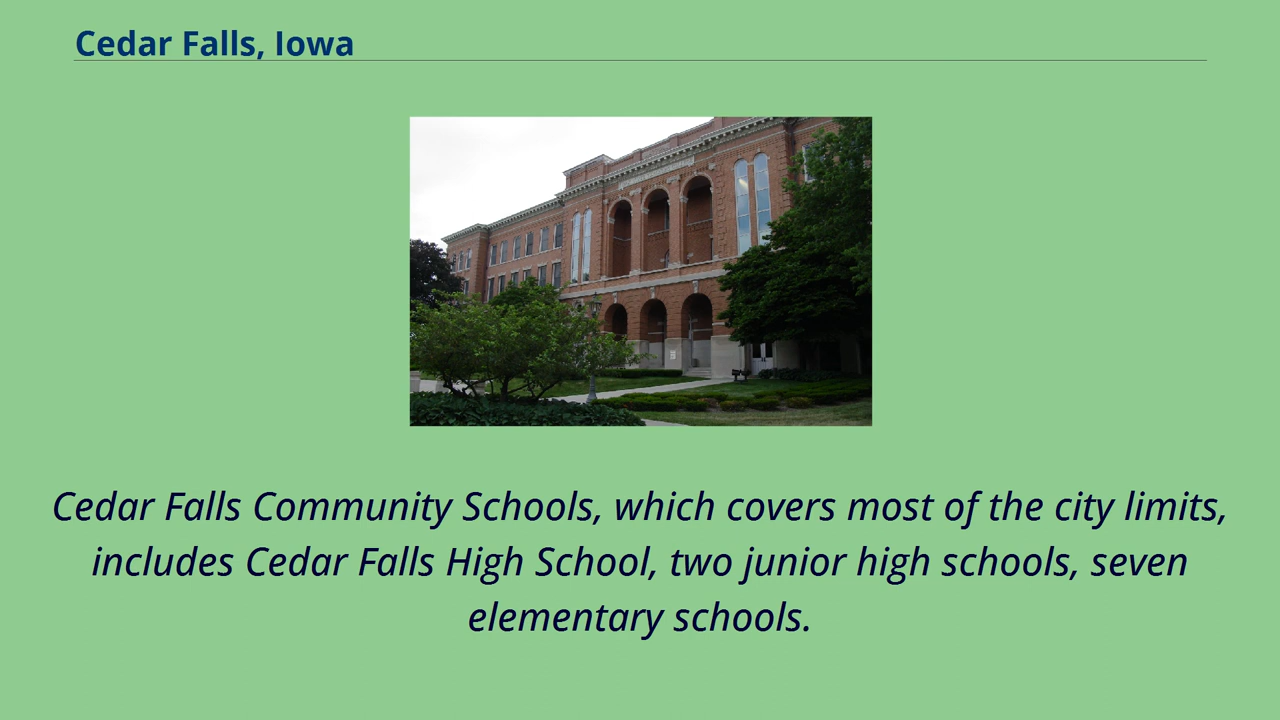 Cedar Falls, Iowa
Cedar Falls Community Schools, which covers most of the city limits,
includes Cedar Falls High School, two junior high schools, seven
elementary schools.